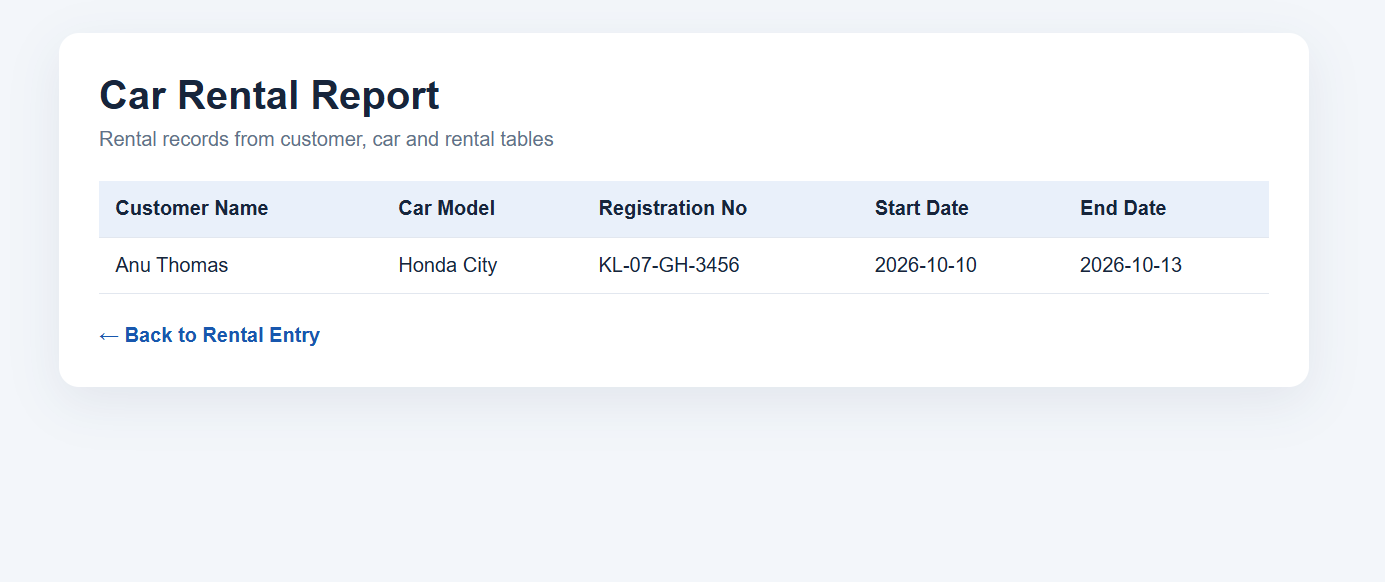 Car Rental Report
Rental records from customer, car and rental tables
Customer Name Car Model Registration No Start Date End Date
Anu Thomas Honda City KL-07-GH-3456 2026-10-10 2026-10-13
← Back to Rental Entry